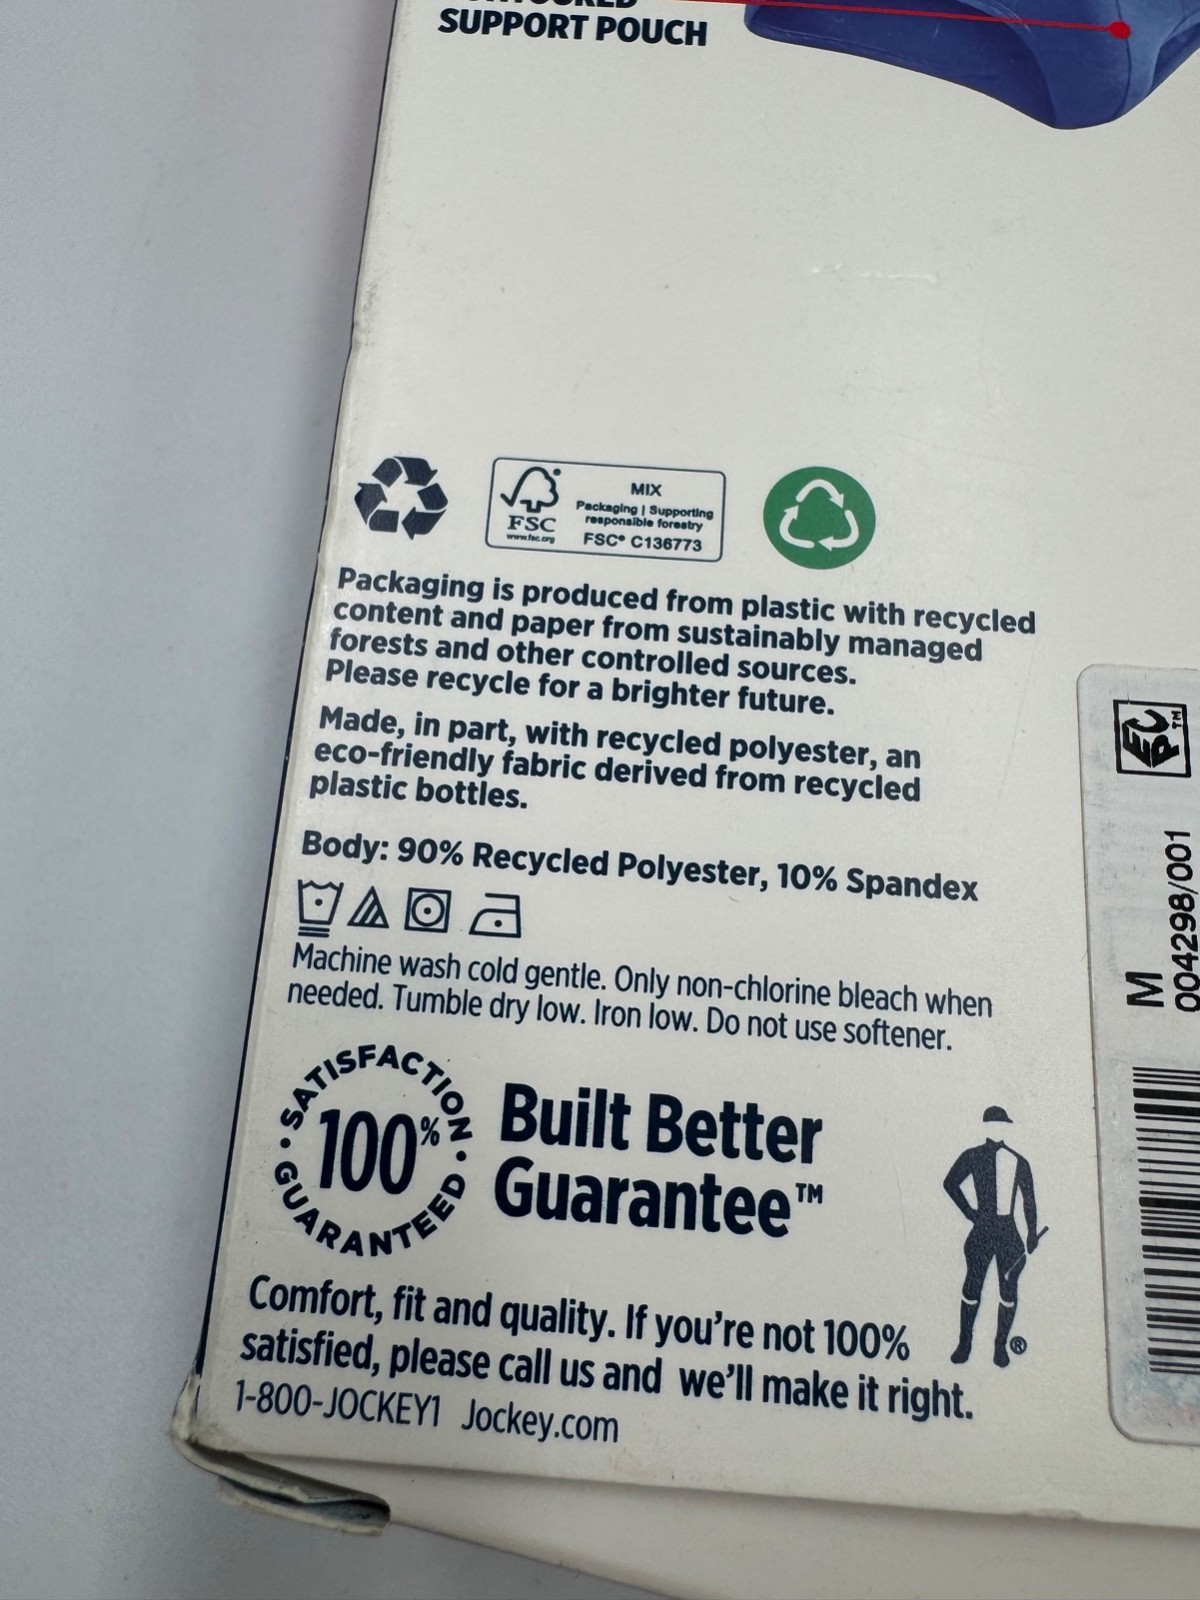 SUPPORT POUCH
MIX
Packaging | Supporting
responsible forestry
FSC® C136773
FSC
www.fsc.org
Packaging is produced from plastic with recycled
content and paper from sustainably managed
forests and other controlled sources.
Please recycle for a brighter future.
Made, in part, with recycled polyester, an
eco-friendly fabric derived from recycled
plastic bottles.
Body: 90% Recycled Polyester, 10% Spandex
Machine wash cold gentle. Only non-chlorine bleach when
needed. Tumble dry low. Iron low. Do not use softener.
• SATISFACTION •
100%
GUARANTEED
Built Better
Guarantee™
Comfort, fit and quality. If you're not 100%
satisfied, please call us and we'll make it right.
1-800-JOCKEY1 Jockey.com
®
EPC™
M
004298/001